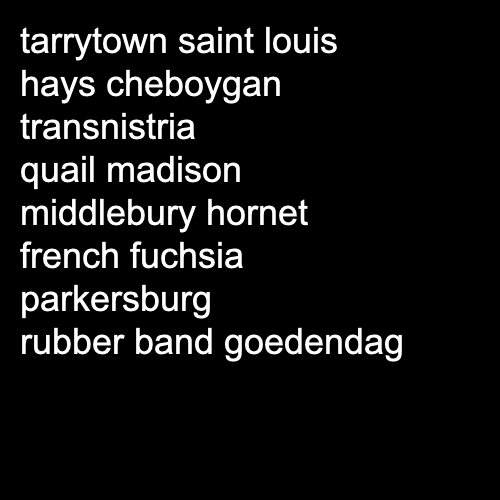 tarrytown saint louis
hays cheboygan
transnistria
quail madison
middlebury hornet
french fuchsia
parkersburg
rubber band goedendag